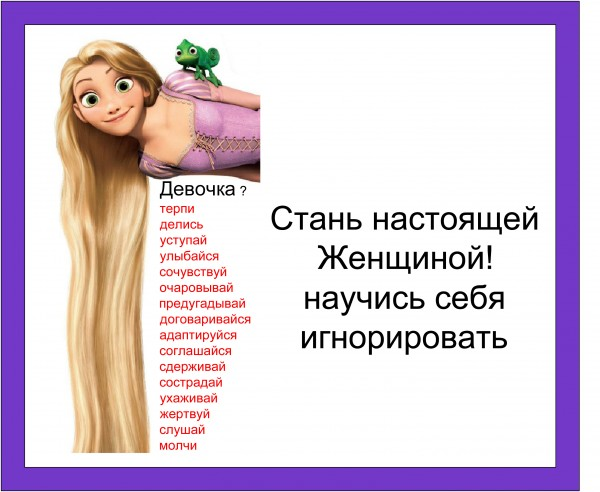 Девочка ?
терпи
делись
уступай
улыбайся
сочувствуй
очаровывай
предугадывай
договаривайся
адаптируйся
соглашайся
сдерживай
сострадай
ухаживай
жертвуй
слушай
молчи
Стань настоящей
Женщиной!
научись себя
игнорировать